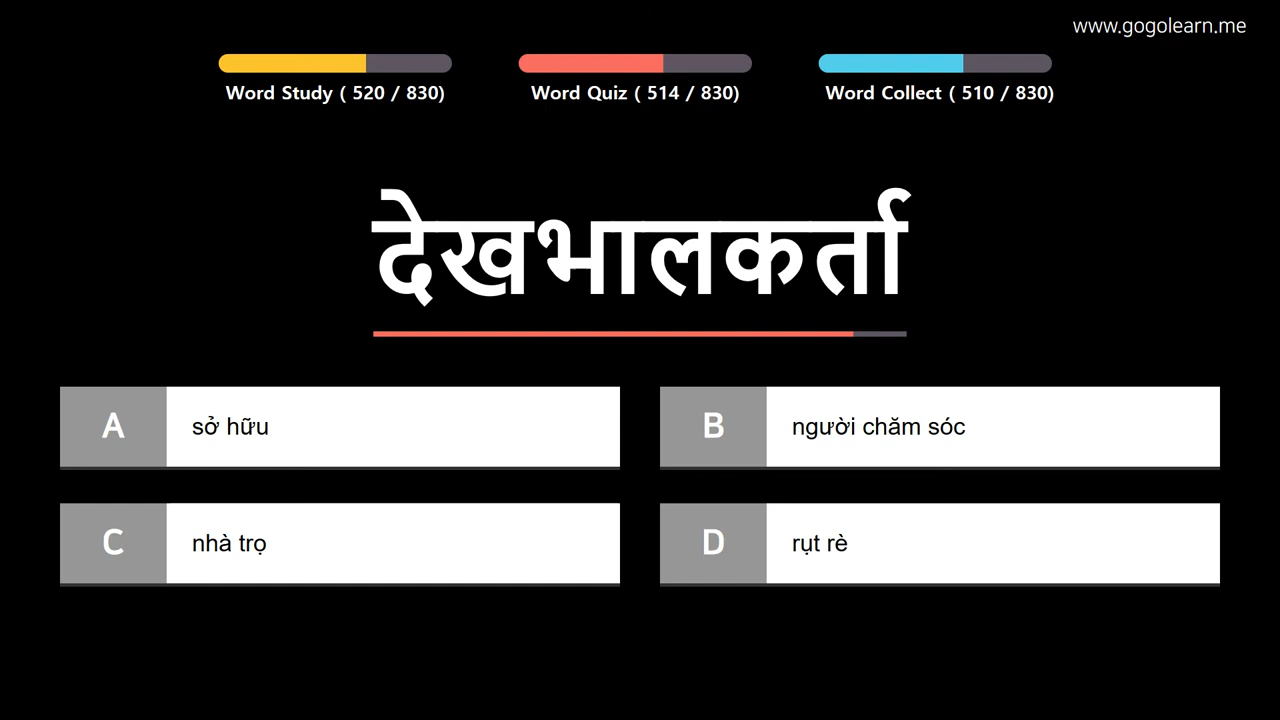 www.gogolearn.me
Word Study ( 520 / 830)
Word Quiz ( 514 / 830)
Word Collect ( 510 / 830)
देखभालकर्ता
A
sở hữu
B
người chăm sóc
C
nhà trọ
D
rụt rè